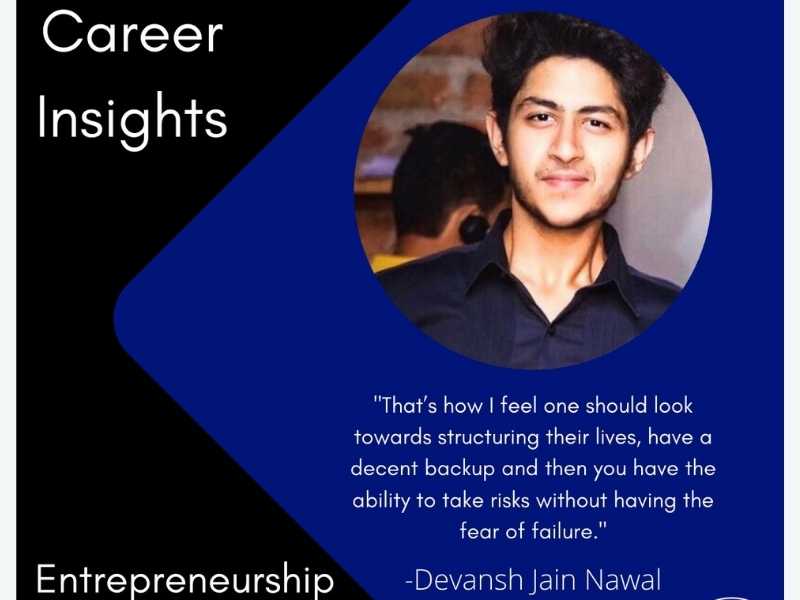 Career
Insights
"That's how I feel one should look
towards structuring their lives, have a
decent backup and then you have the
ability to take risks without having the
fear of failure."
Entrepreneurship
-Devansh Jain Nawal